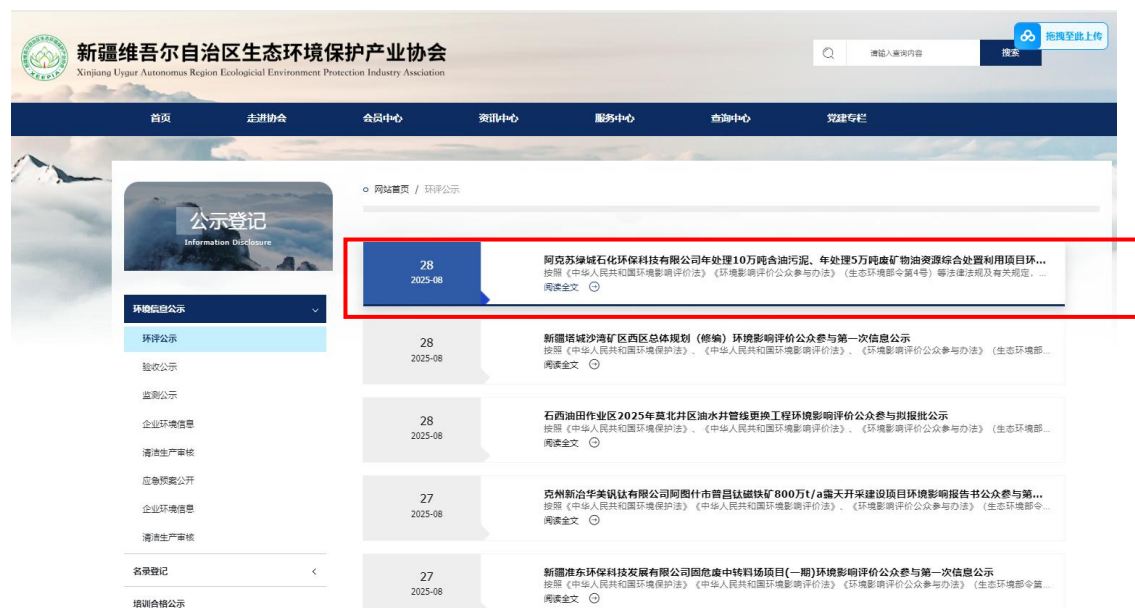 新疆维吾尔自治区生态环境保护产业协会
Xinjiang Uygur Autonomus Region Ecologicial Environment Protection Industry Assciation
XEEPIA
请输入查询内容
搜索
拖拽至此上传
首页 走进协会 会员中心 资讯中心 服务中心 查询中心 党建专栏
公示登记
Information Disclosure
网站首页 / 环评公示
环境信息公示
环评公示
验收公示
监测公示
企业环境信息
清洁生产审核
应急预案公开
企业环境信息
清洁生产审核
名录登记
培训合格公示
28
2025-08
阿克苏绿城石化环保科技有限公司年处理10万吨含油污泥、年处理5万吨废矿物油资源综合处置利用项目环...
按照《中华人民共和国环境影响评价法》《环境影响评价公众参与办法》（生态环境部令第4号）等法律法规及有关规定，...
阅读全文
28
2025-08
新疆塔城沙湾矿区西区总体规划（修编）环境影响评价公众参与第一次信息公示
按照《中华人民共和国环境保护法》、《中华人民共和国环境影响评价法》、《环境影响评价公众参与办法》（生态环境部...
阅读全文
28
2025-08
石西油田作业区2025年莫北井区油水井管线更换工程环境影响评价公众参与拟报批公示
按照《中华人民共和国环境保护法》、《中华人民共和国环境影响评价法》、《环境影响评价公众参与办法》（生态环境部...
阅读全文
27
2025-08
克州新冶华美钒钛有限公司阿图什市普昌钛磁铁矿800万t/a露天开采建设项目环境影响报告书公众参与第...
按照《中华人民共和国环境保护法》《中华人民共和国环境影响评价法》、《环境影响评价公众参与办法》（生态环境部令...
阅读全文
27
2025-08
新疆准东环保科技发展有限公司固危废中转料场项目(一期)环境影响评价公众参与第一次信息公示
按照《中华人民共和国环境保护法》《中华人民共和国环境影响评价法》《环境影响评价公众参与办法》（生态环境部令第...
阅读全文